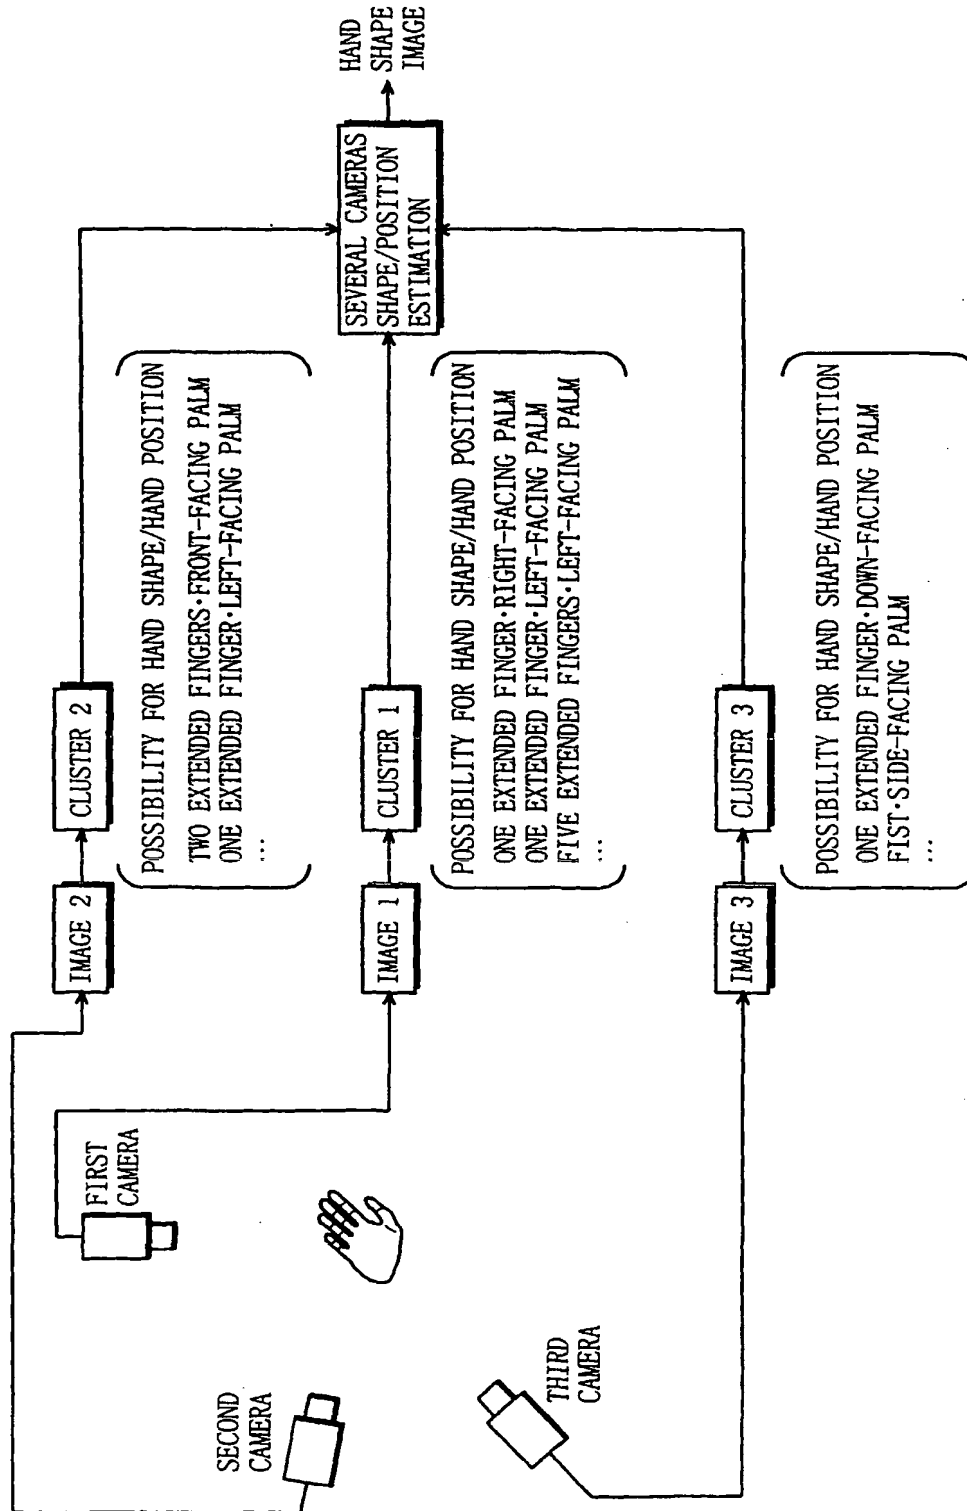 FIRST
CAMERA
SECOND
CAMERA
THIRD
CAMERA
IMAGE 2
CLUSTER 2
POSSIBILITY FOR HAND SHAPE/HAND POSITION
TWO EXTENDED FINGERS·FRONT-FACING PALM
ONE EXTENDED FINGER·LEFT-FACING PALM
...
IMAGE 1
CLUSTER 1
POSSIBILITY FOR HAND SHAPE/HAND POSITION
ONE EXTENDED FINGER·RIGHT-FACING PALM
ONE EXTENDED FINGER·LEFT-FACING PALM
FIVE EXTENDED FINGERS·LEFT-FACING PALM
...
IMAGE 3
CLUSTER 3
POSSIBILITY FOR HAND SHAPE/HAND POSITION
ONE EXTENDED FINGER·DOWN-FACING PALM
FIST·SIDE-FACING PALM
...
SEVERAL CAMERAS
SHAPE/POSITION
ESTIMATION
HAND
SHAPE
IMAGE